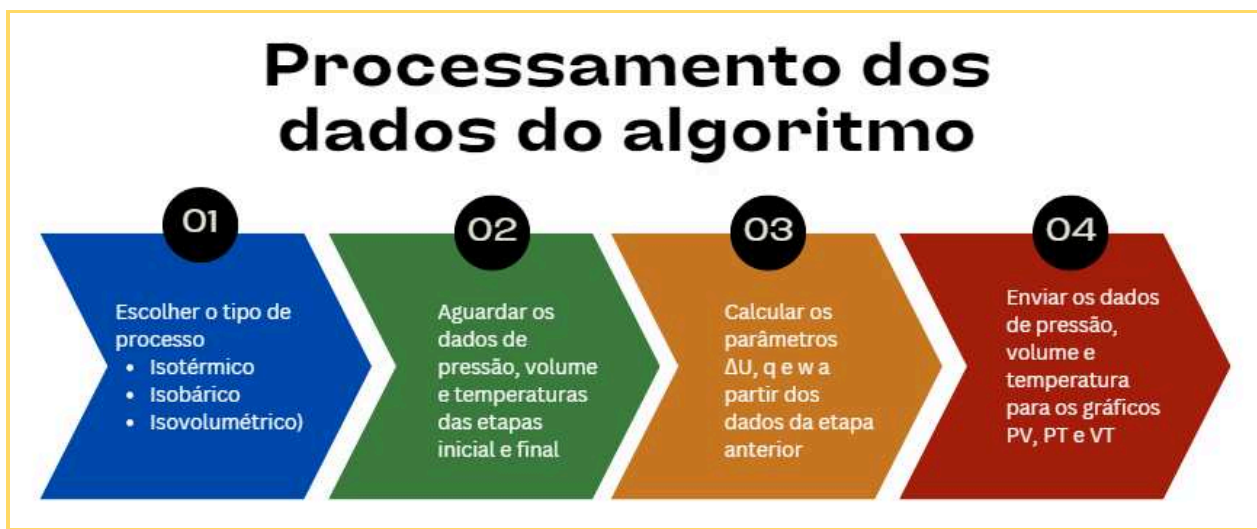 Processamento dos
dados do algoritmo
01
Escolher o tipo de
processo
• Isotérmico
• Isobárico
• Isovolumétrico)
02
Aguardar os
dados de
pressão, volume
e temperaturas
das etapas
inicial e final
03
Calcular os
parâmetros
ΔU, q e w a
partir dos
dados da etapa
anterior
04
Enviar os dados
de pressão,
volume e
temperatura
para os gráficos
PV, PT e VT